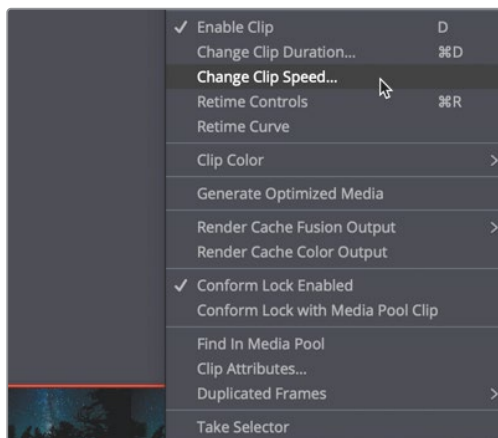 ✓ Enable Clip D
Change Clip Duration... ⌘D
Change Clip Speed...
Retime Controls ⌘R
Retime Curve
Clip Color >
Generate Optimized Media
Render Cache Fusion Output >
Render Cache Color Output
✓ Conform Lock Enabled
Conform Lock with Media Pool Clip
Find In Media Pool
Clip Attributes...
Duplicated Frames >
Take Selector